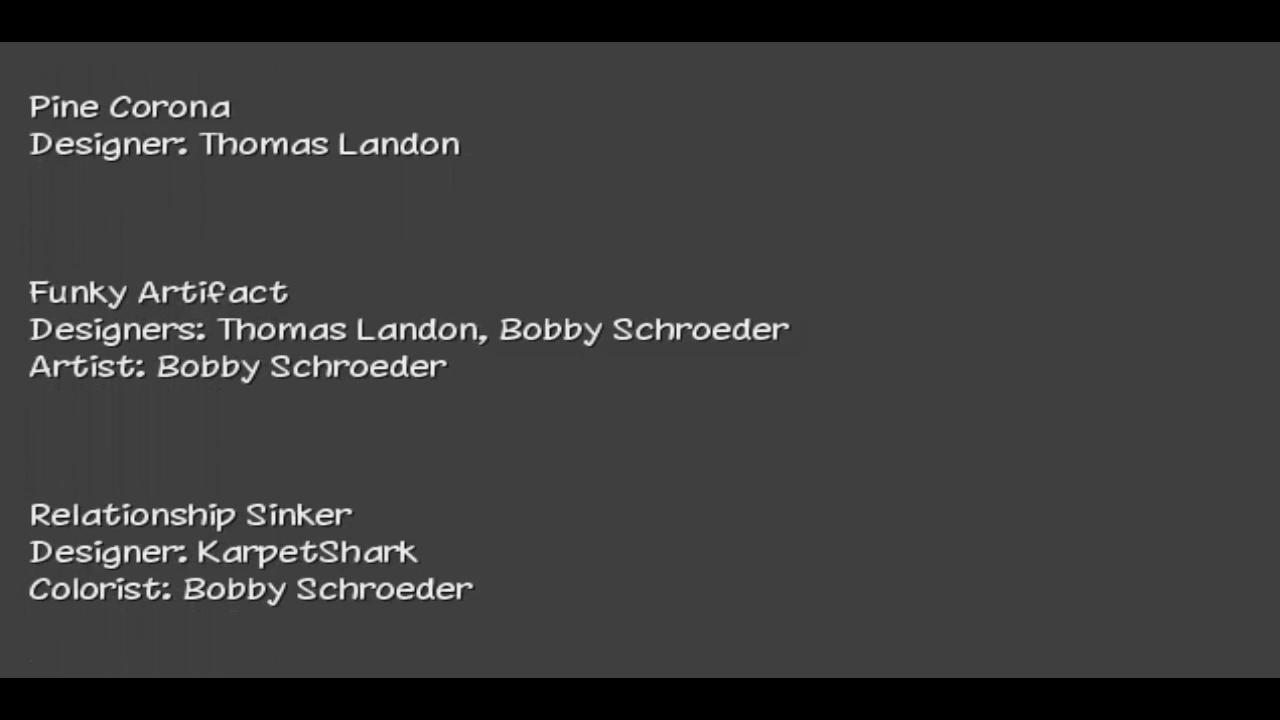 Pine Corona
Designer: Thomas Landon
Funky Artifact
Designers: Thomas Landon, Bobby Schroeder
Artist: Bobby Schroeder
Relationship Sinker
Designer: KarpetShark
Colorist: Bobby Schroeder